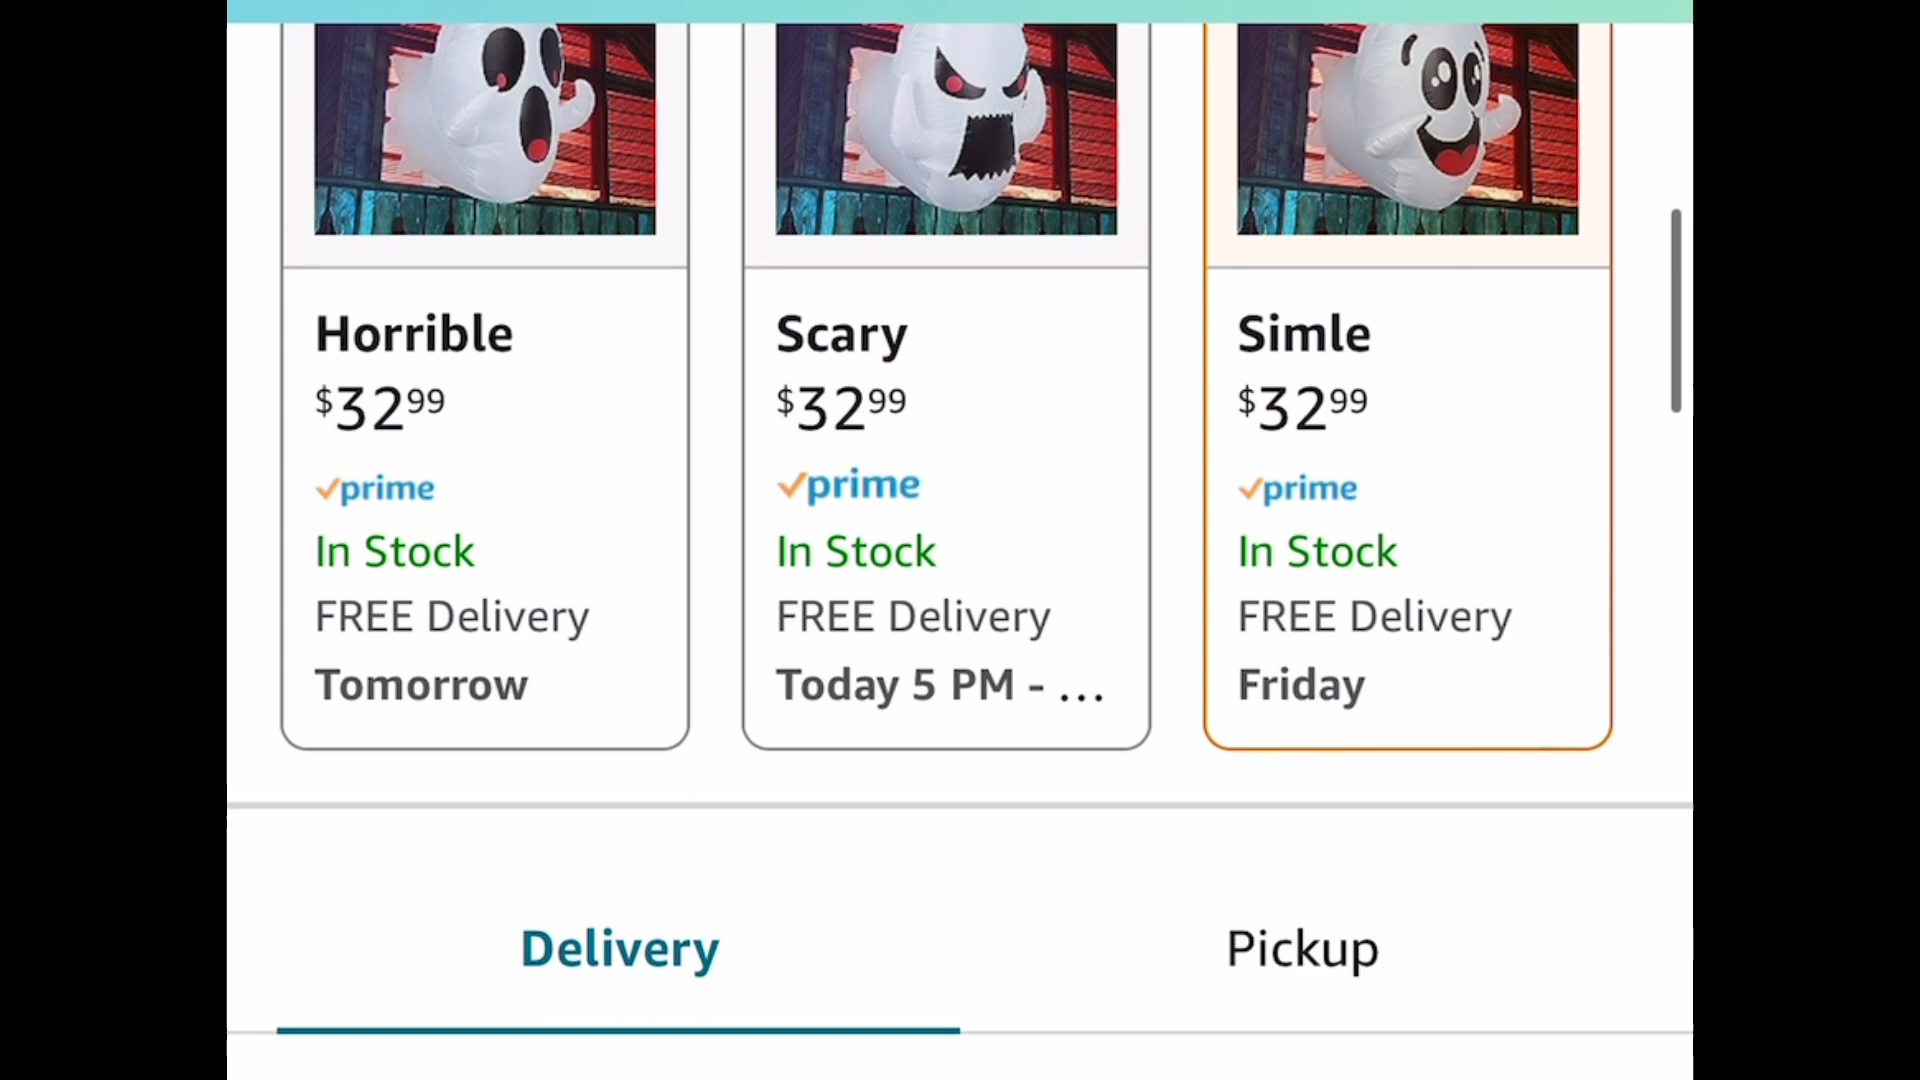 Horrible
$32.99
prime
In Stock
FREE Delivery
Tomorrow
Scary
$32.99
prime
In Stock
FREE Delivery
Today 5 PM - ...
Simle
$32.99
prime
In Stock
FREE Delivery
Friday
Delivery
Pickup